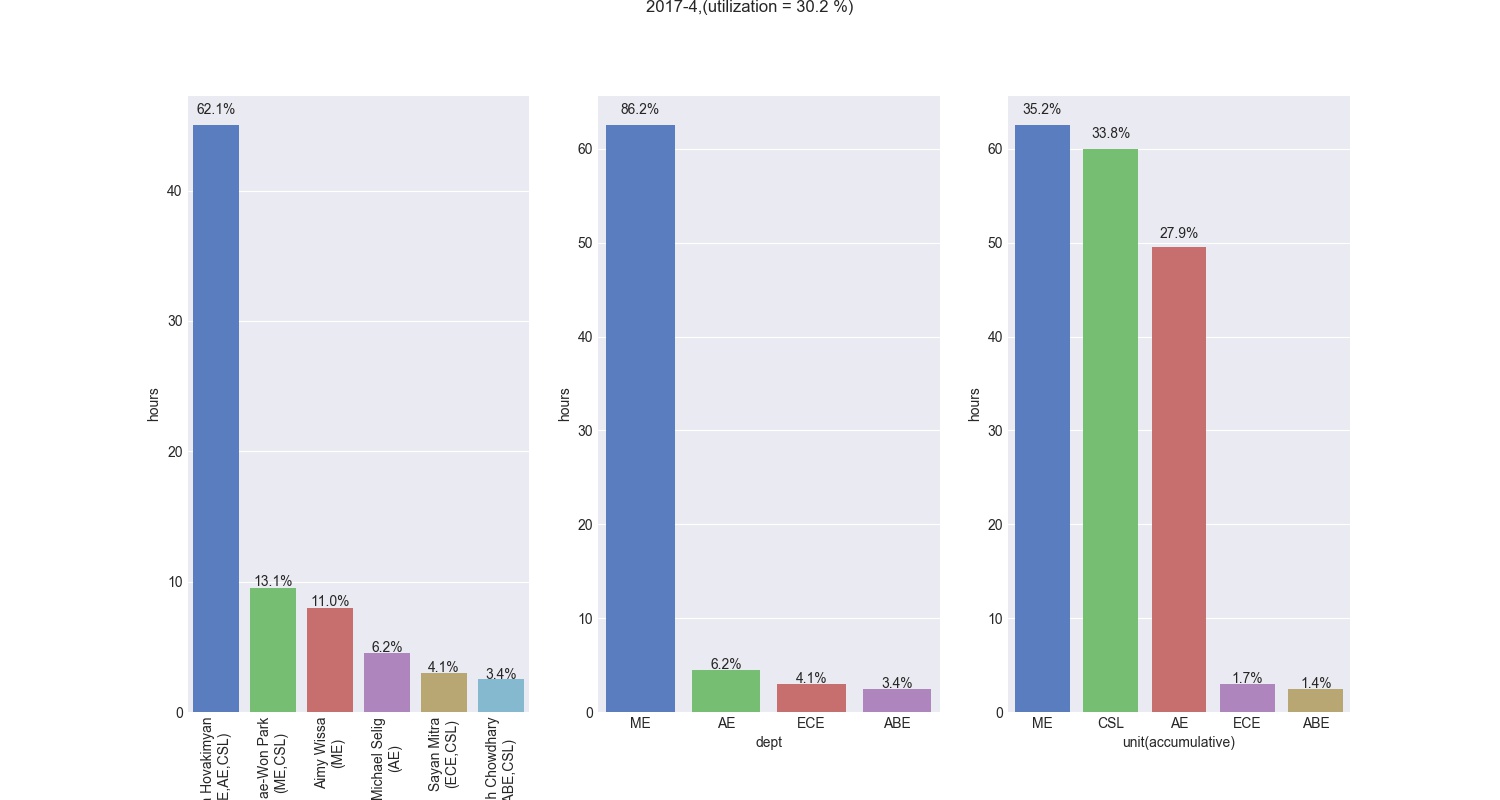 2017-4,(utilization = 30.2 %)
62.1%
13.1%
11.0%
6.2%
4.1%
3.4%
40
30
20
10
0
hours
Hovakimyan
E,AE,CSL)
ae-Won Park
(ME,CSL)
Aimy Wissa
(ME)
Michael Selig
(AE)
Sayan Mitra
(ECE,CSL)
h Chowdhary
ABE,CSL)
86.2%
6.2%
4.1%
3.4%
60
50
40
30
20
10
0
hours
ME AE ECE ABE
dept
35.2%
33.8%
27.9%
1.7%
1.4%
60
50
40
30
20
10
0
hours
ME CSL AE ECE ABE
unit(accumulative)